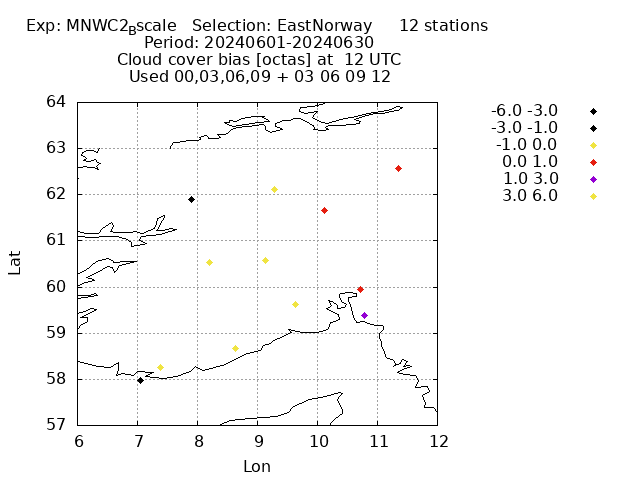 Exp: MNWC2Bscale   Selection: EastNorway     12 stations
Period: 20240601-20240630
Cloud cover bias [octas] at  12 UTC
Used 00,03,06,09 + 03 06 09 12
-6.0 -3.0
-3.0 -1.0
-1.0 0.0
0.0 1.0
1.0 3.0
3.0 6.0
64
63
62
61
60
59
58
57
Lat
6 7 8 9 10 11 12
Lon